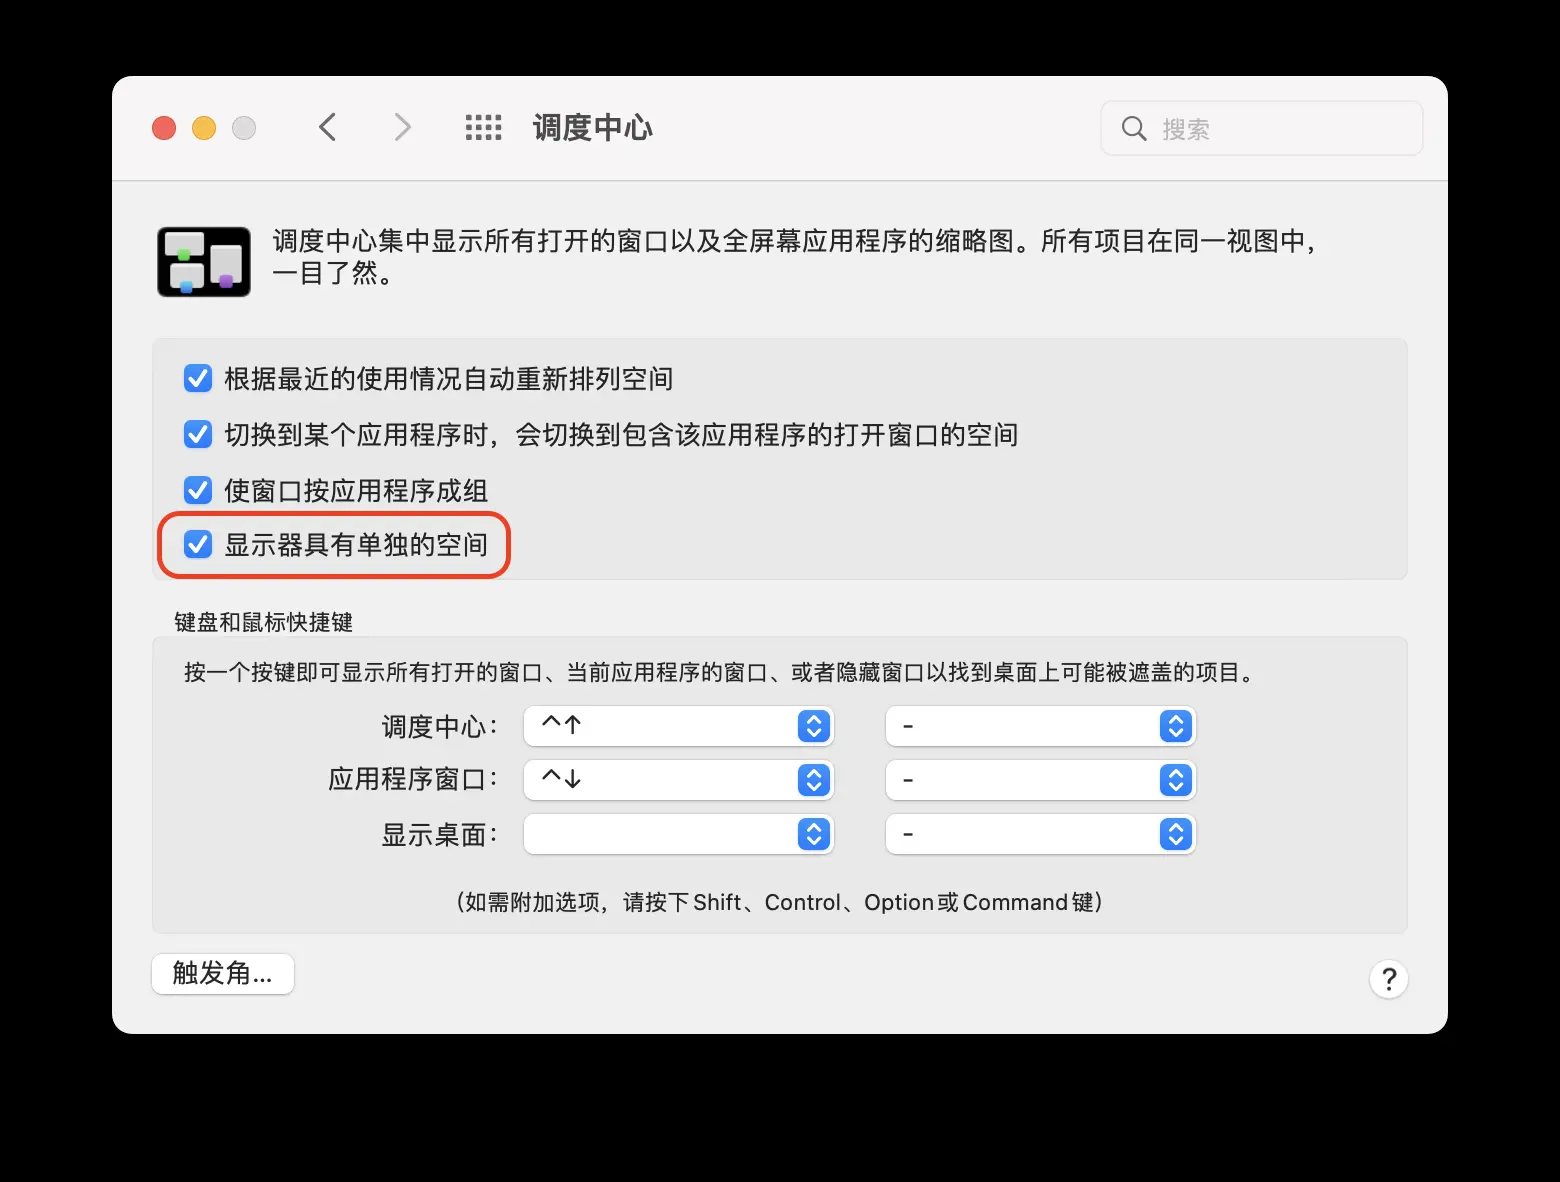 调度中心
搜索
调度中心集中显示所有打开的窗口以及全屏幕应用程序的缩略图。所有项目在同一视图中，
一目了然。
根据最近的使用情况自动重新排列空间
切换到某个应用程序时，会切换到包含该应用程序的打开窗口的空间
使窗口按应用程序成组
显示器具有单独的空间
键盘和鼠标快捷键
按一个按键即可显示所有打开的窗口、当前应用程序的窗口、或者隐藏窗口以找到桌面上可能被遮盖的项目。
调度中心： ^↑ -
应用程序窗口： ^↓ -
显示桌面： -
（如需附加选项，请按下 Shift、Control、Option 或 Command 键）
触发角...
?